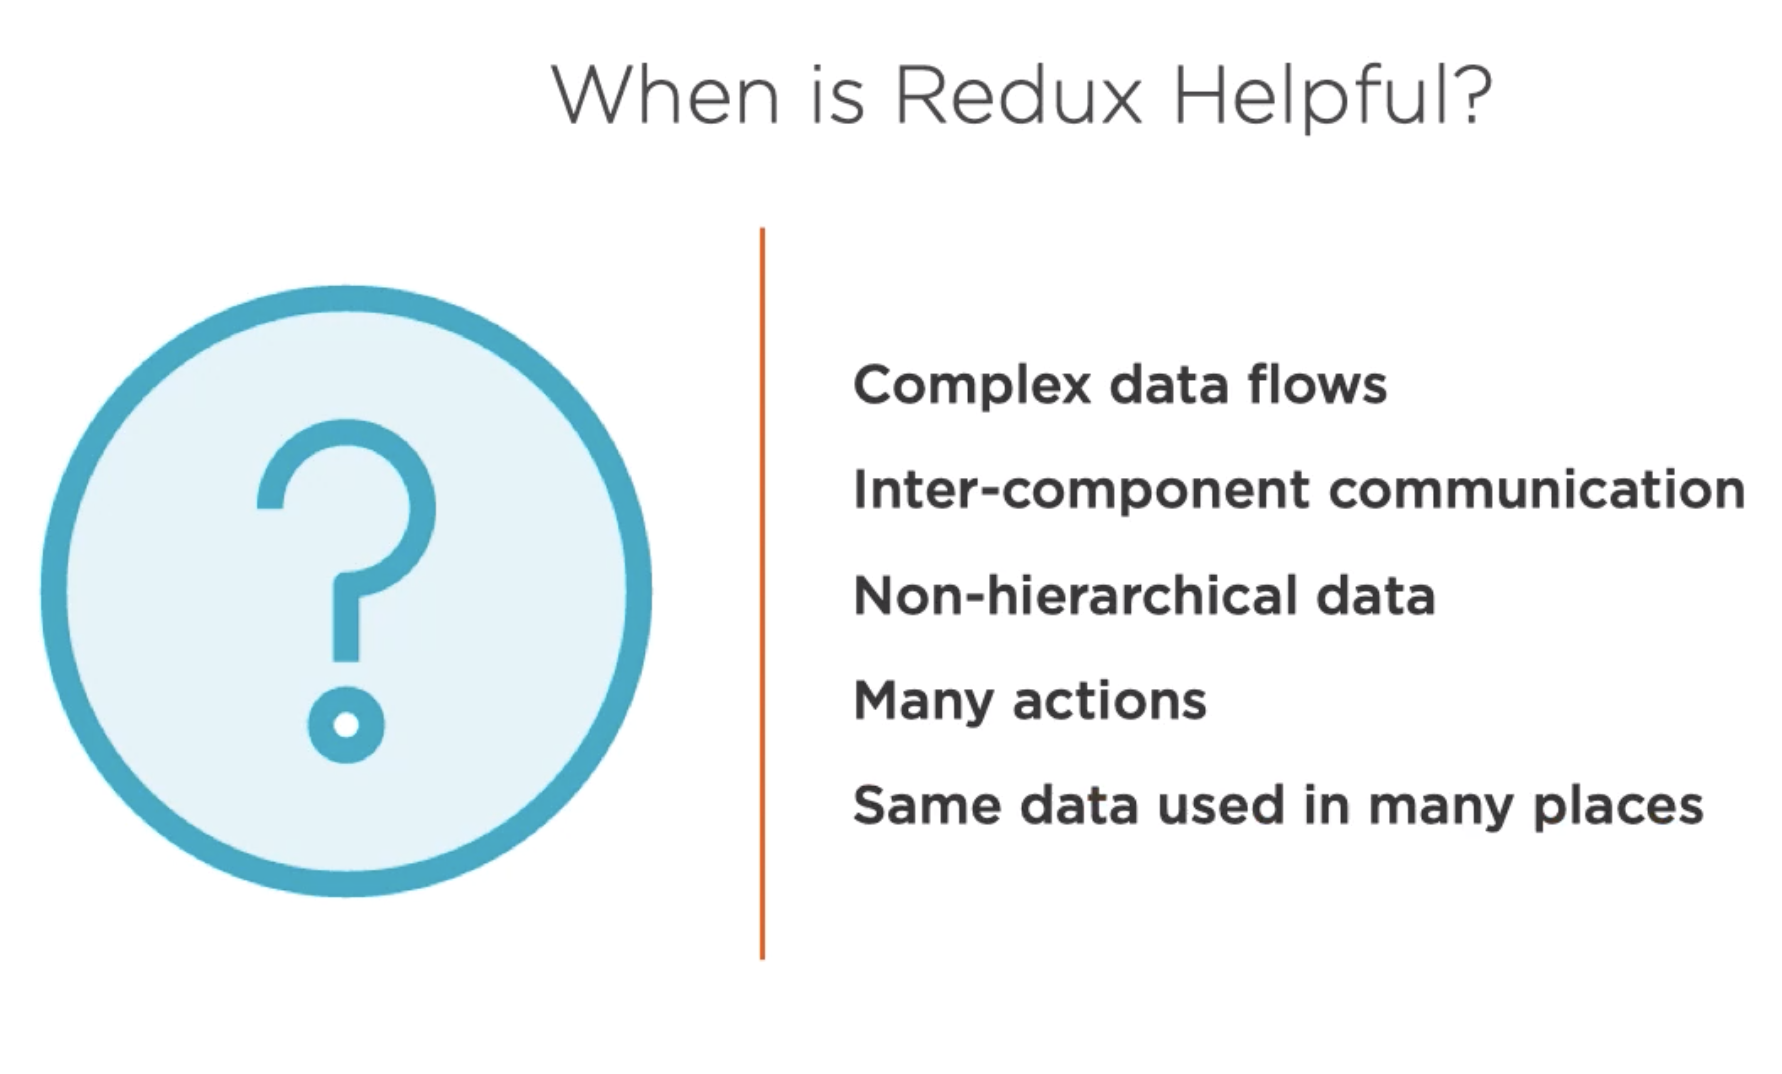 When is Redux Helpful?
Complex data flows
Inter-component communication
Non-hierarchical data
Many actions
Same data used in many places